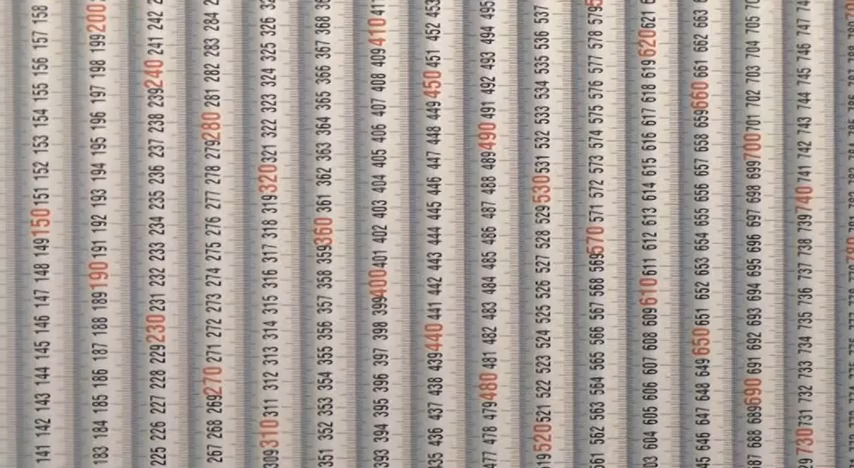 141 142 143 144 145 146 147 148 149 150 151 152 153 154 155 156 157 158
183 184 185 186 187 188 189 190 191 192 193 194 195 196 197 198 199 200
225 226 227 228 229 230 231 232 233 234 235 236 237 238 239 240 241 242
267 268 269 270 271 272 273 274 275 276 277 278 279 280 281 282 283 284
309 310 311 312 313 314 315 316 317 318 319 320 321 322 323 324 325 326
351 352 353 354 355 356 357 358 359 360 361 362 363 364 365 366 367 368
393 394 395 396 397 398 399 400 401 402 403 404 405 406 407 408 409 410
435 436 437 438 439 440 441 442 443 444 445 446 447 448 449 450 451 452 453
477 478 479 480 481 482 483 484 485 486 487 488 489 490 491 492 493 494 495
520 521 522 523 524 525 526 527 528 529 530 531 532 533 534 535 536 537
561 562 563 564 565 566 567 568 569 570 571 572 573 574 575 576 577 578 579
604 605 606 607 608 609 610 611 612 613 614 615 616 617 618 619 620 621
646 647 648 649 650 651 652 653 654 655 656 657 658 659 660 661 662 663
688 689 690 691 692 693 694 695 696 697 698 699 700 701 702 703 704 705
730 731 732 733 734 735 736 737 738 739 740 741 742 743 744 745 746 747